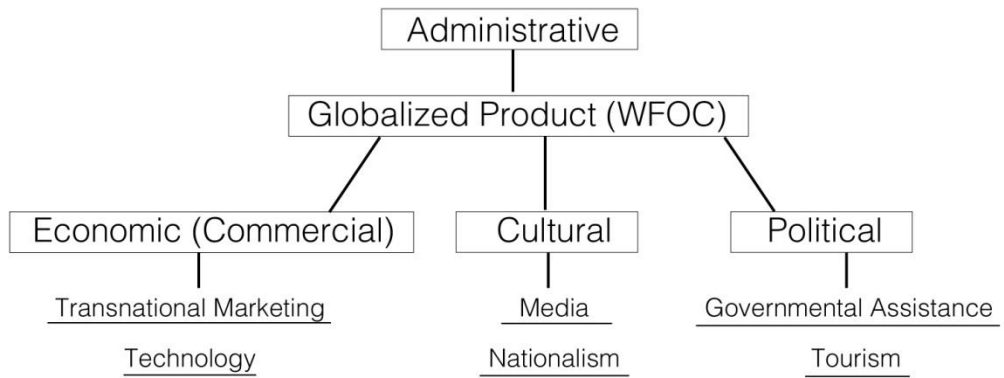 Administrative
Globalized Product (WFOC)
Economic (Commercial)
Cultural
Political
Transnational Marketing
Media
Governmental Assistance
Technology
Nationalism
Tourism